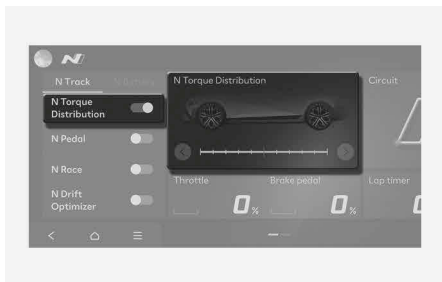 N
N Track
N Torque
Distribution
N Pedal
N Race
N Drift
Optimizer
N Torque Distribution
Circuit
Throttle
0 %
Brake pedal
0 %
Lap timer